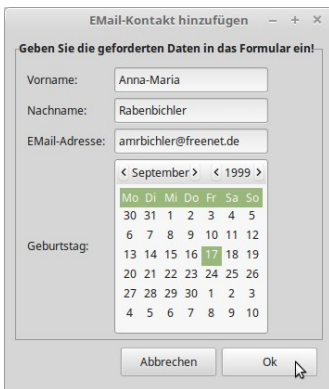 EMail-Kontakt hinzufügen
Geben Sie die geforderten Daten in das Formular ein!
Vorname: Anna-Maria
Nachname: Rabenbichler
EMail-Adresse: amrbichler@freenet.de
Geburtstag:
< September > < 1999 >
Mo Di Mi Do Fr Sa So
30 31 1 2 3 4 5
6 7 8 9 10 11 12
13 14 15 16 17 18 19
20 21 22 23 24 25 26
27 28 29 30 1 2 3
4 5 6 7 8 9 10
Abbrechen Ok